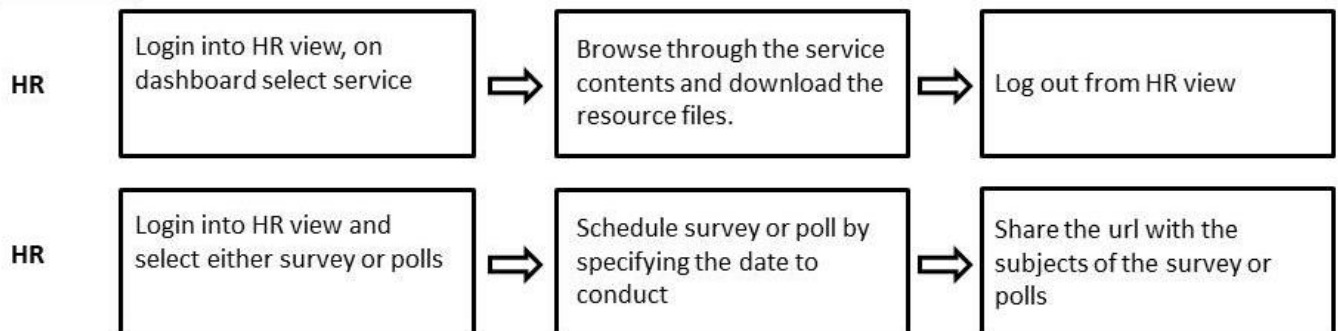 HR
Login into HR view, on
dashboard select service
Browse through the service
contents and download the
resource files.
Log out from HR view
HR
Login into HR view and
select either survey or polls
Schedule survey or poll by
specifying the date to
conduct
Share the url with the
subjects of the survey or
polls